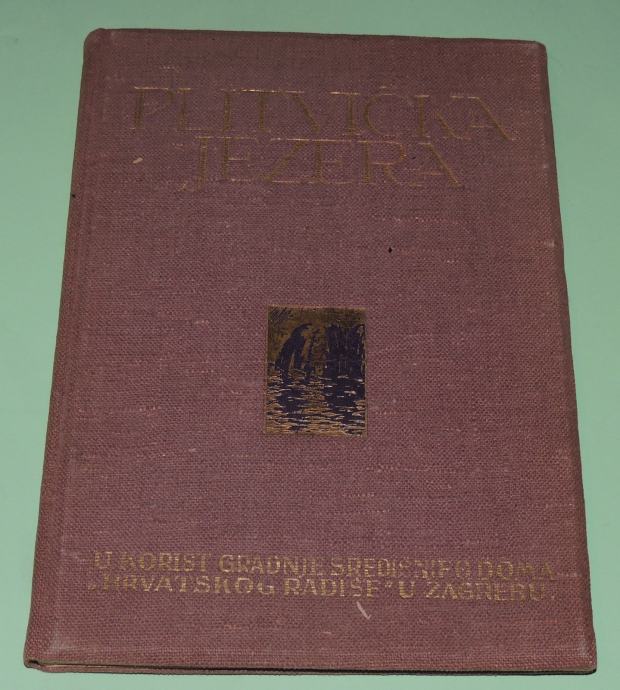 PLITVIČKA
JEZERA
U KORIST GRADNJE SREDIŠNJEG DOMA
„HRVATSKOG RADIŠE” U ZAGREBU.